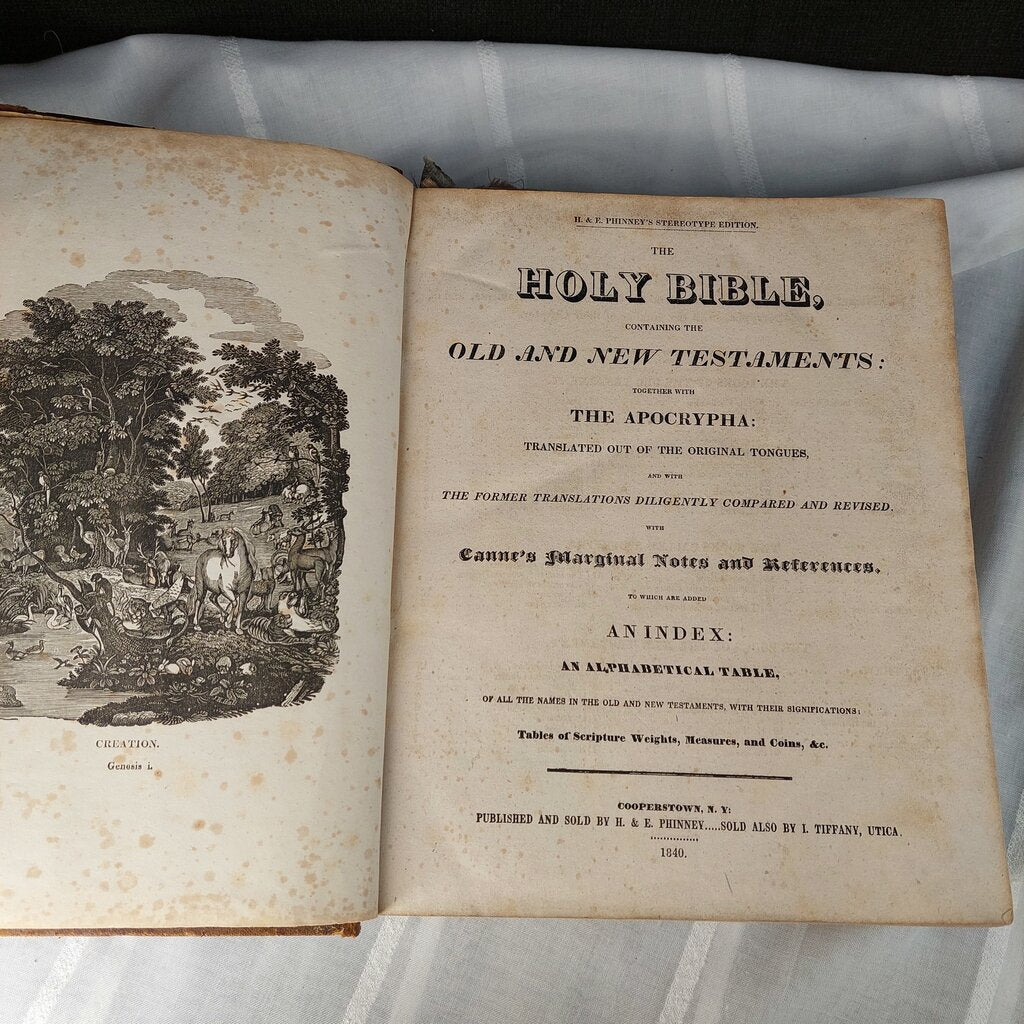 CREATION.
Genesis i.
H. & E. PHINNEY'S STEREOTYPE EDITION.
THE
HOLY BIBLE,
CONTAINING THE
OLD AND NEW TESTAMENTS:
TOGETHER WITH
THE APOCRYPHA:
TRANSLATED OUT OF THE ORIGINAL TONGUES,
AND WITH
THE FORMER TRANSLATIONS DILIGENTLY COMPARED AND REVISED.
WITH
Canne's Marginal Notes and References.
TO WHICH ARE ADDED
AN INDEX:
AN ALPHABETICAL TABLE,
OF ALL THE NAMES IN THE OLD AND NEW TESTAMENTS, WITH THEIR SIGNIFICATIONS:
Tables of Scripture Weights, Measures, and Coins, &c.
COOPERSTOWN, N. Y:
PUBLISHED AND SOLD BY H. & E. PHINNEY.....SOLD ALSO BY I. TIFFANY, UTICA.
1840.